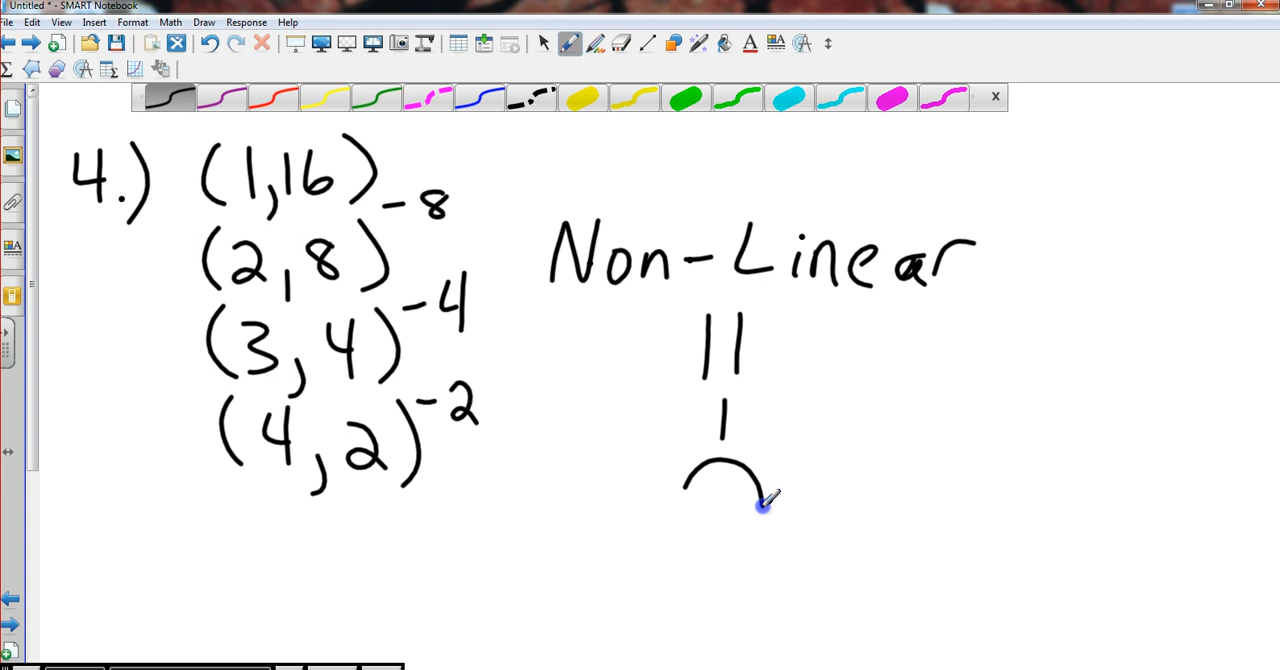 Untitled * - SMART Notebook
File Edit View Insert Format Math Draw Response Help
4.) (1,16)
-8
(2,8)
Non-Linear
-4
(3,4)
-2
(4,2)